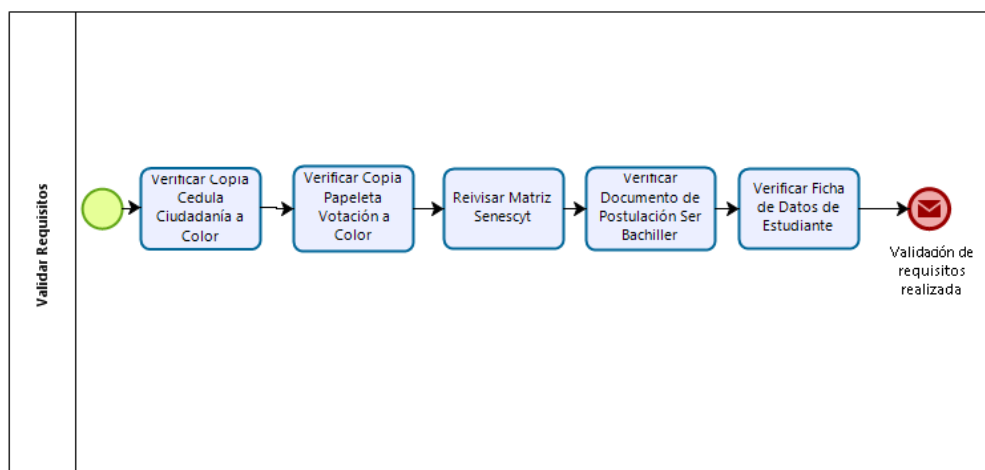 Validar Requisitos
Verificar Copia
Cedula
Ciudadanía a
Color
Verificar Copia
Papeleta
Votación a
Color
Reivisar Matriz
Senescyt
Verificar
Documento de
Postulación Ser
Bachiller
Verificar Ficha
de Datos de
Estudiante
Validación de
requisitos
realizada